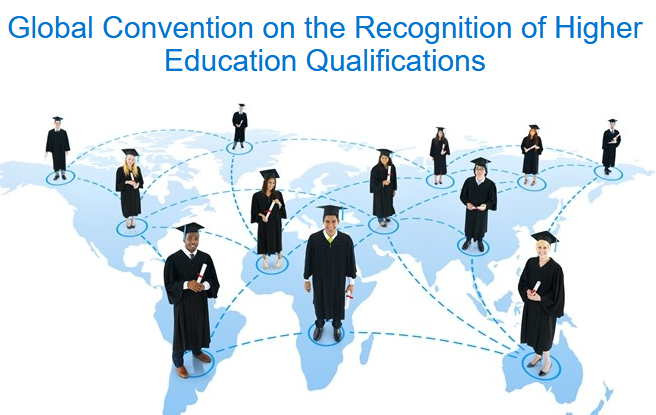 Global Convention on the Recognition of Higher
Education Qualifications